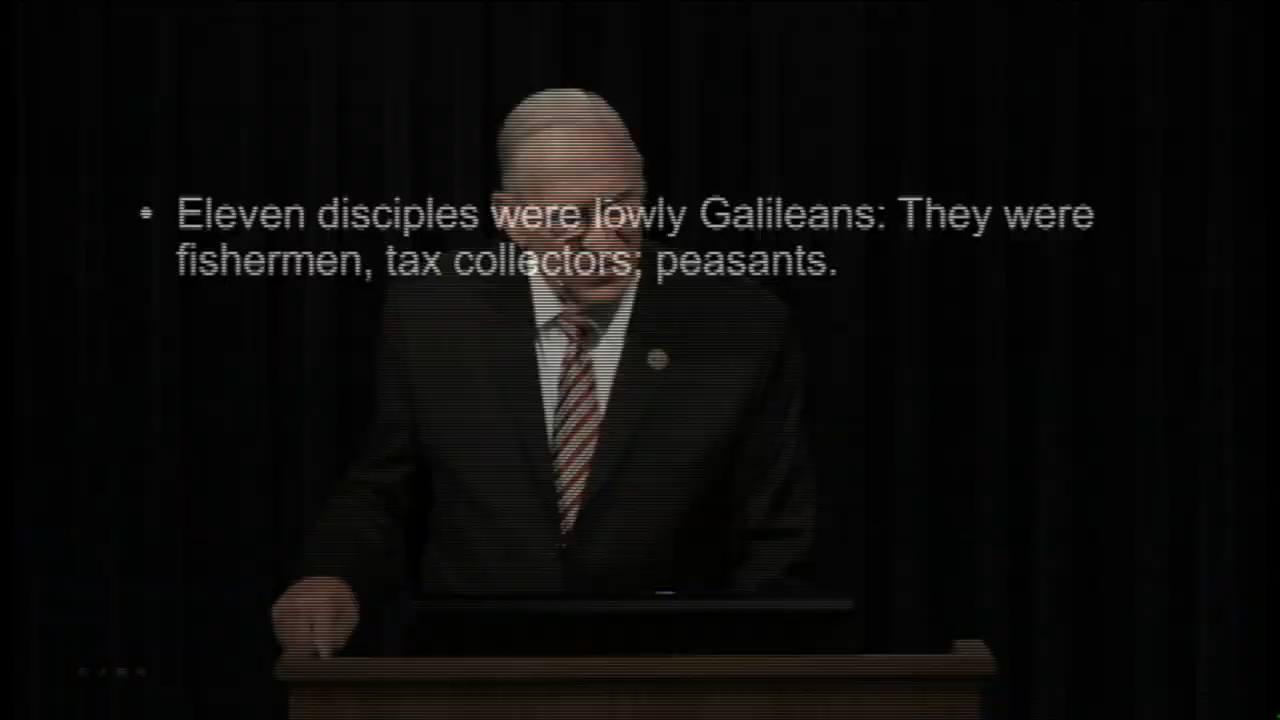 • Eleven disciples were lowly Galileans: They were
fishermen, tax collectors; peasants.